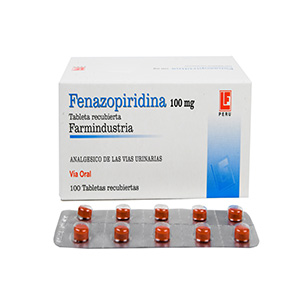 Fenazopiridina 100 mg
Tableta recubierta
Farmindustria
ANALGESICO DE LAS VIAS URINARIAS
Vía Oral
100 Tabletas recubiertas
PERU